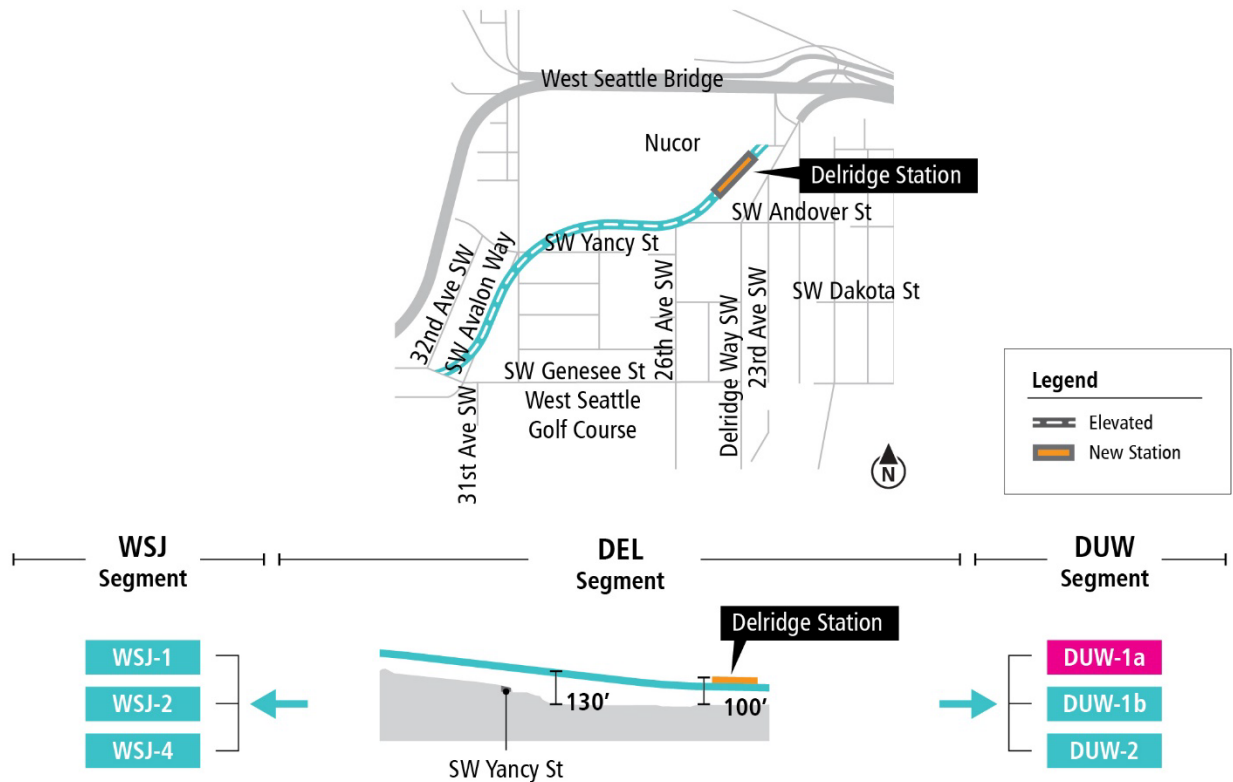 West Seattle Bridge
Nucor
Delridge Station
SW Andover St
SW Yancy St
32nd Ave SW
SW Avalon Way
26th Ave SW
Delridge Way SW
23rd Ave SW
SW Dakota St
SW Genesee St
West Seattle
Golf Course
31st Ave SW
N
Legend
Elevated
New Station
WSJ
Segment
DEL
Segment
DUW
Segment
WSJ-1
WSJ-2
WSJ-4
Delridge Station
130’
100’
SW Yancy St
DUW-1a
DUW-1b
DUW-2